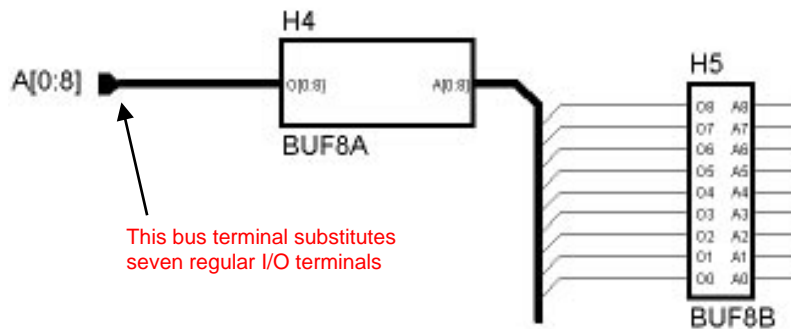 H4
A[0:8]
O[0:8] A[0:8]
BUF8A
This bus terminal substitutes
seven regular I/O terminals
H5
O8 A8
O7 A7
O6 A6
O5 A5
O4 A4
O3 A3
O2 A2
O1 A1
O0 A0
BUF8B